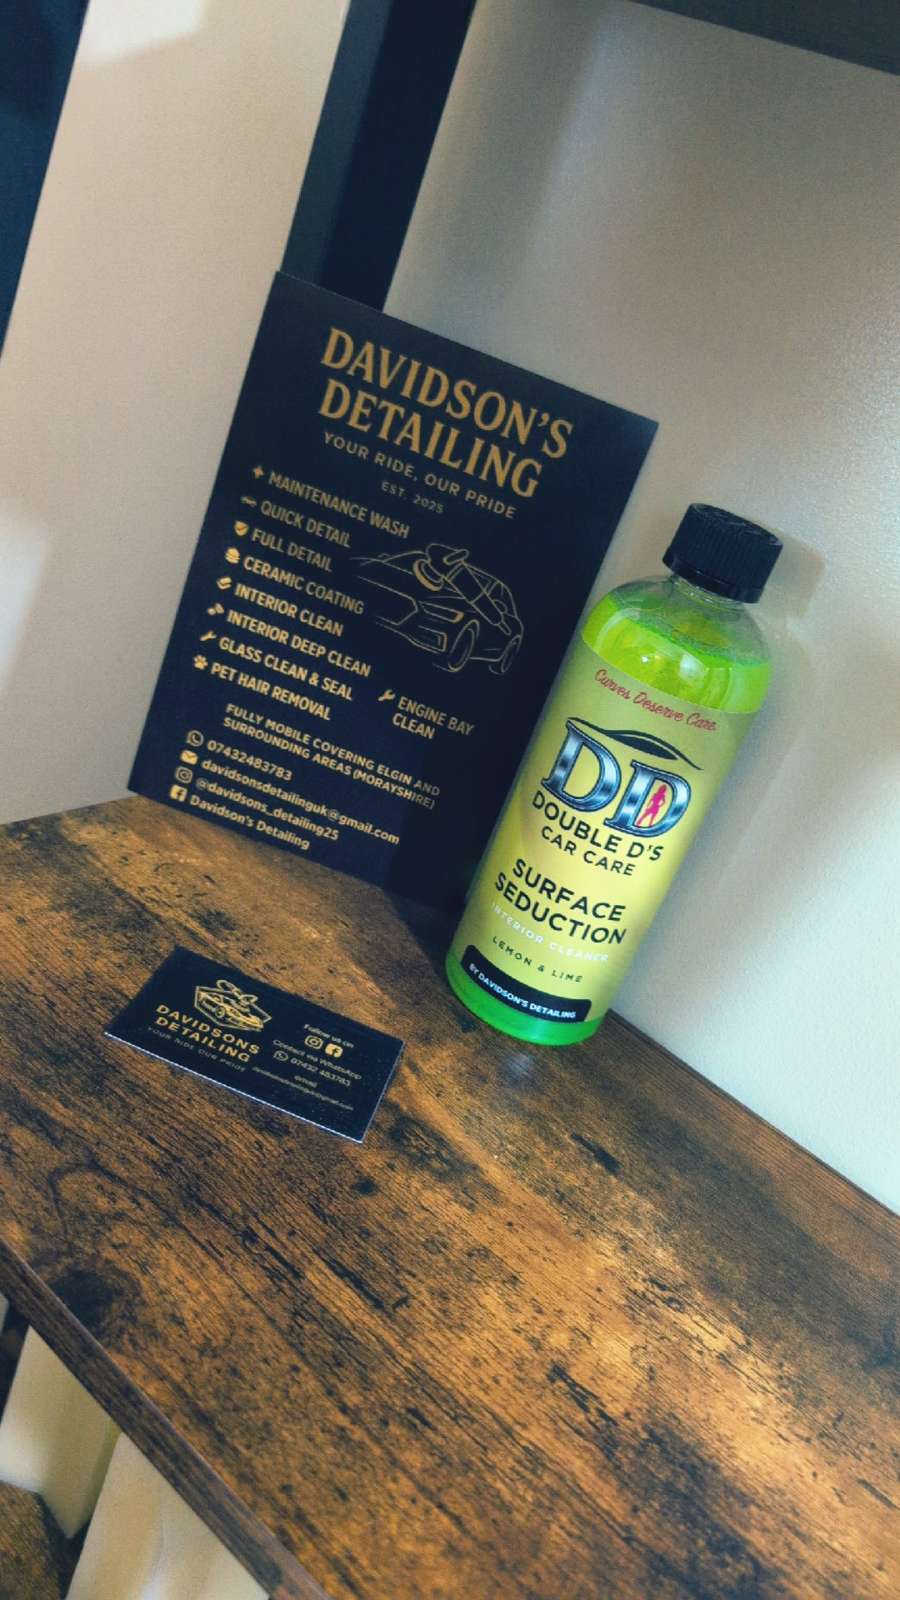 DAVIDSON'S
DETAILING
YOUR RIDE, OUR PRIDE
EST. 2025
MAINTENANCE WASH
QUICK DETAIL
FULL DETAIL
CERAMIC COATING
INTERIOR CLEAN
INTERIOR DEEP CLEAN
GLASS CLEAN & SEAL
PET HAIR REMOVAL
ENGINE BAY
CLEAN
FULLY MOBILE COVERING ELGIN AND
SURROUNDING AREAS (MORAYSHIRE)
07432483783
davidsonsdetailinguk@gmail.com
@davidsons_detailing25
Davidson's Detailing
Curves Deserve Care
DD
DOUBLE D'S
CAR CARE
SURFACE
SEDUCTION
INTERIOR CLEANER
LEMON & LIME
BY DAVIDSON'S DETAILING
DAVIDSONS
DETAILING
YOUR RIDE OUR PRIDE
Follow us on
Contact via WhatsApp
07432 483783
email
davidsonsdetailinguk@gmail.com